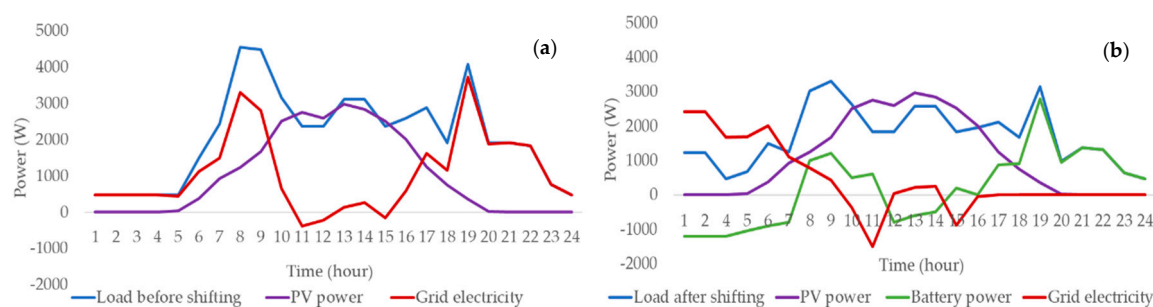 (a)
5000
4000
3000
2000
1000
0
-1000
-2000
Power (W)
1 2 3 4 5 6 7 8 9 10 11 12 13 14 15 16 17 18 19 20 21 22 23 24
Time (hour)
Load before shifting PV power Grid electricity
(b)
5000
4000
3000
2000
1000
0
-1000
-2000
Power (W)
1 2 3 4 5 6 7 8 9 10 11 12 13 14 15 16 17 18 19 20 21 22 23 24
Time (hour)
Load after shifting PV power Battery power Grid electricity